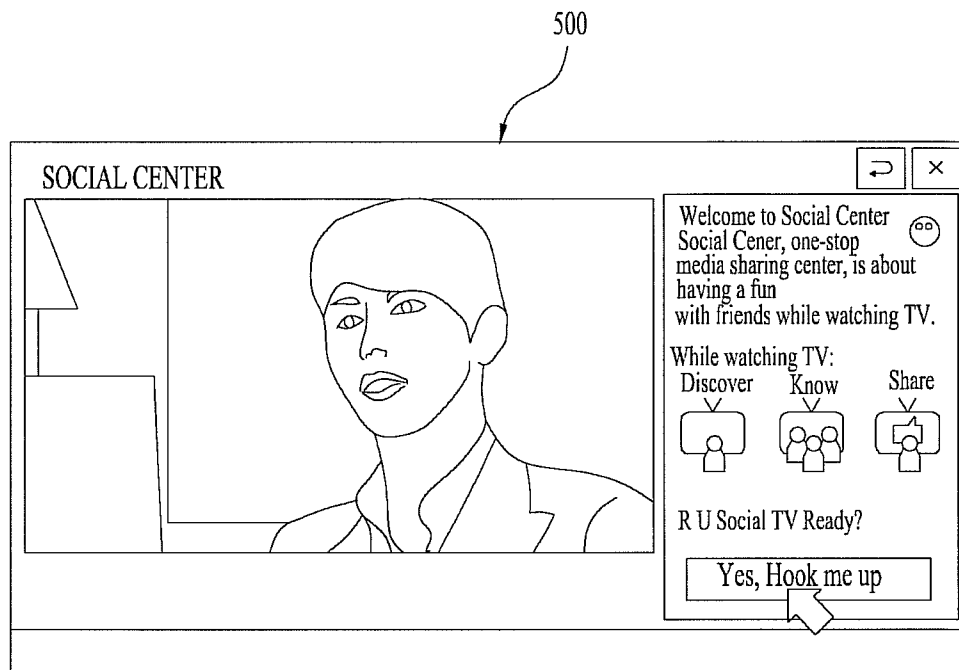 500
SOCIAL CENTER
Welcome to Social Center
Social Cener, one-stop
media sharing center, is about
having a fun
with friends while watching TV.
While watching TV:
Discover Know Share
R U Social TV Ready?
Yes, Hook me up